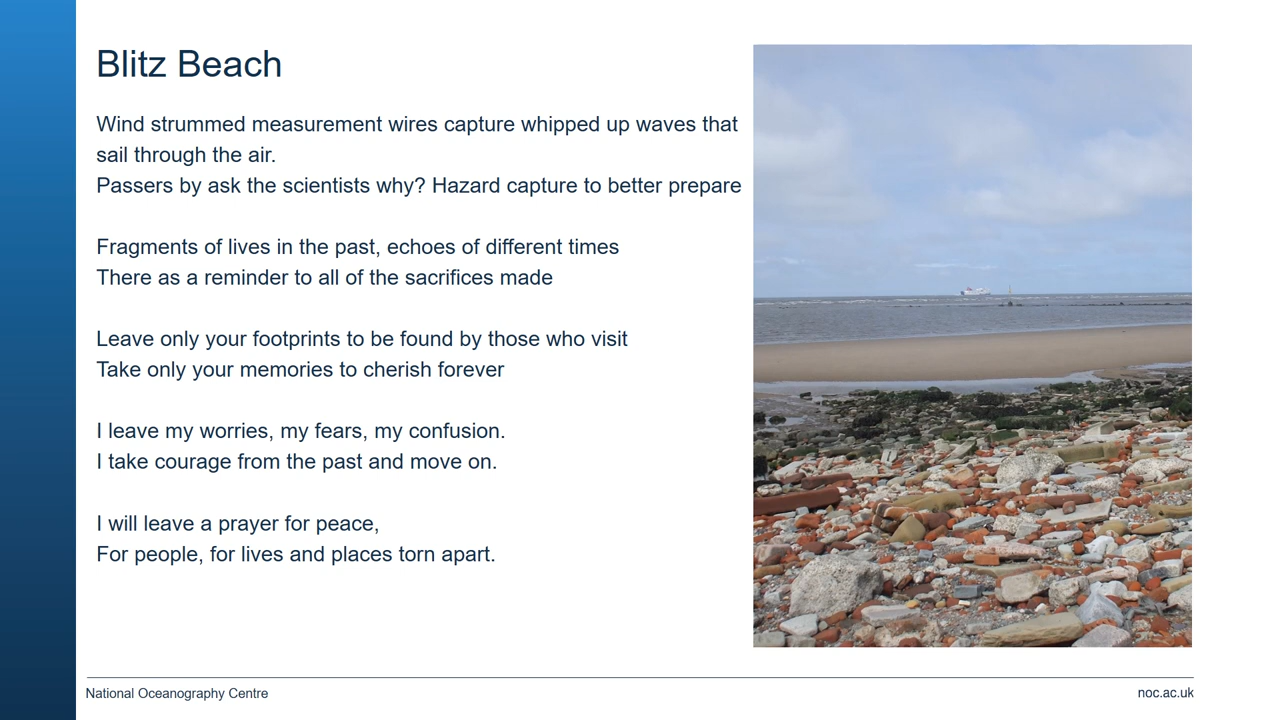 Blitz Beach
Wind strummed measurement wires capture whipped up waves that
sail through the air.
Passers by ask the scientists why? Hazard capture to better prepare
Fragments of lives in the past, echoes of different times
There as a reminder to all of the sacrifices made
Leave only your footprints to be found by those who visit
Take only your memories to cherish forever
I leave my worries, my fears, my confusion.
I take courage from the past and move on.
I will leave a prayer for peace,
For people, for lives and places torn apart.
National Oceanography Centre
noc.ac.uk